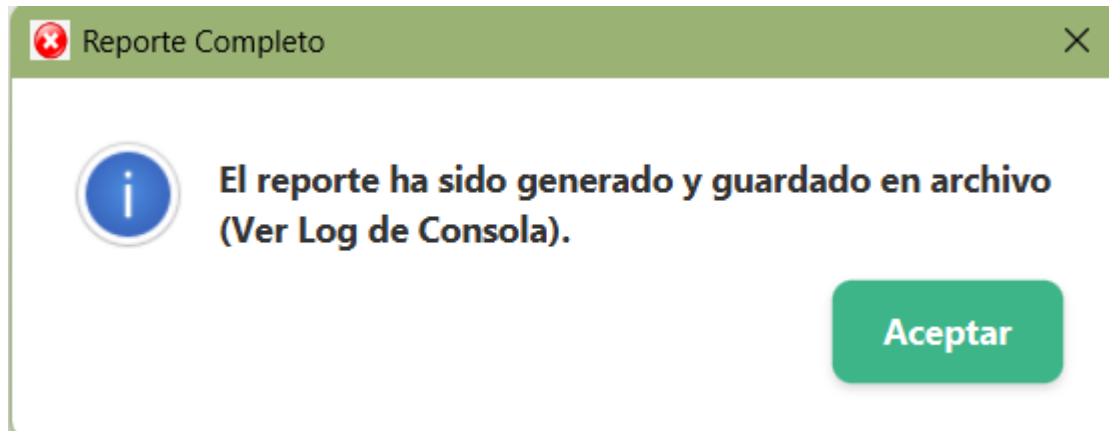 Reporte Completo
El reporte ha sido generado y guardado en archivo
(Ver Log de Consola).
Aceptar